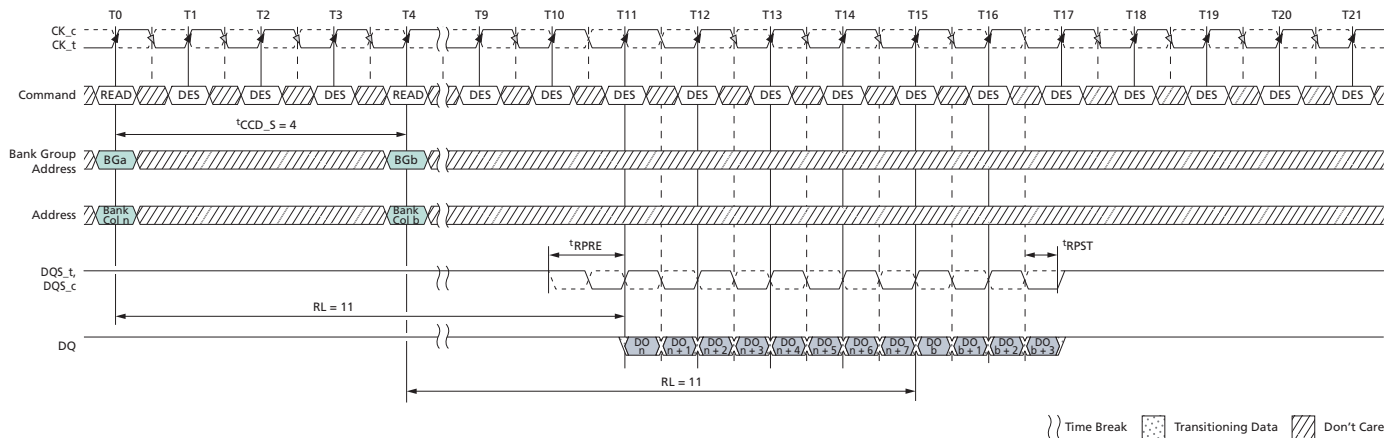 T0 T1 T2 T3 T4 T9 T10 T11 T12 T13 T14 T15 T16 T17 T18 T19 T20 T21
CK_c
CK_t
Command READ DES DES DES READ DES DES DES DES DES DES DES DES DES DES DES DES DES
tCCD_S = 4
Bank Group
Address
BGa BGb
Address
Bank
Col n
Bank
Col b
tRPRE tRPST
DQS_t,
DQS_c
RL = 11
DQ
DO
n
DO
n + 1
DO
n + 2
DO
n + 3
DO
n + 4
DO
n + 5
DO
n + 6
DO
n + 7
DO
b
DO
b + 1
DO
b + 2
DO
b + 3
RL = 11
Time Break Transitioning Data Don't Care